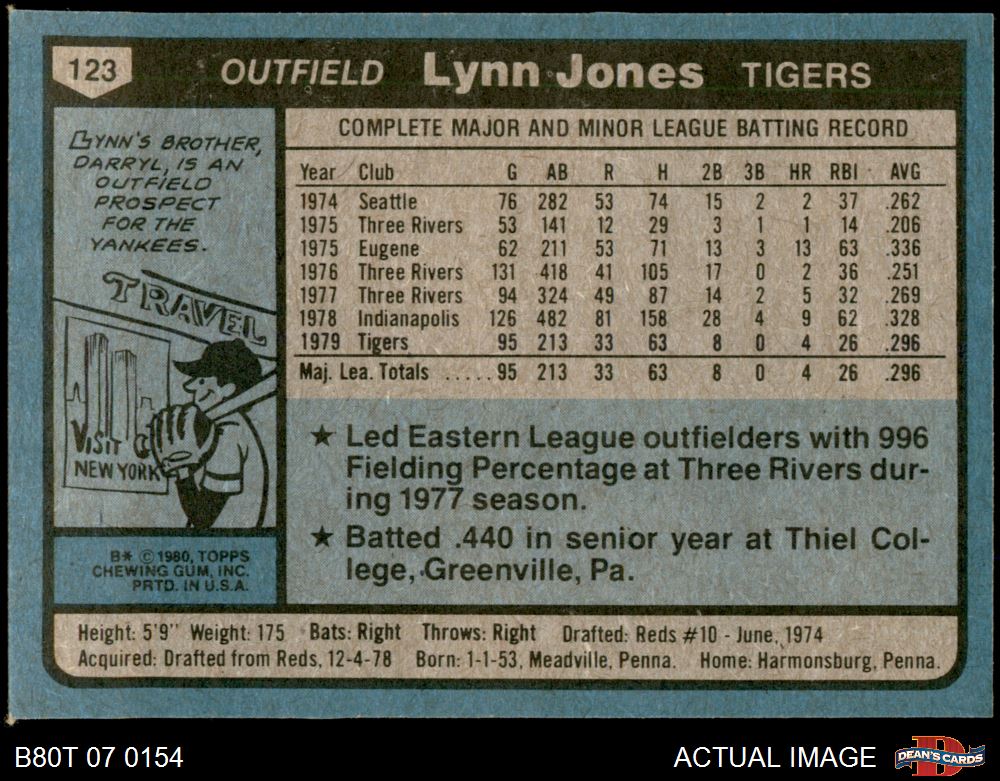 123 OUTFIELD Lynn Jones TIGERS
LYNN'S BROTHER,
DARRYL, IS AN
OUTFIELD
PROSPECT
FOR THE
YANKEES.
TRAVEL
VISIT
NEW YORK
B* © 1980, TOPPS
CHEWING GUM, INC.
PRTD. IN U.S.A.
COMPLETE MAJOR AND MINOR LEAGUE BATTING RECORD
Year Club G AB R H 2B 3B HR RBI AVG
1974 Seattle 76 282 53 74 15 2 2 37 .262
1975 Three Rivers 53 141 12 29 3 1 1 14 .206
1975 Eugene 62 211 53 71 13 3 13 63 .336
1976 Three Rivers 131 418 41 105 17 0 2 36 .251
1977 Three Rivers 94 324 49 87 14 2 5 32 .269
1978 Indianapolis 126 482 81 158 28 4 9 62 .328
1979 Tigers 95 213 33 63 8 0 4 26 .296
Maj. Lea. Totals ..... 95 213 33 63 8 0 4 26 .296
★ Led Eastern League outfielders with 996
Fielding Percentage at Three Rivers dur-
ing 1977 season.
★ Batted .440 in senior year at Thiel Col-
lege, Greenville, Pa.
Height: 5'9" Weight: 175 Bats: Right Throws: Right Drafted: Reds #10 - June, 1974
Acquired: Drafted from Reds, 12-4-78 Born: 1-1-53, Meadville, Penna. Home: Harmonsburg, Penna.
B80T 07 0154 ACTUAL IMAGE D DEAN'S CARDS